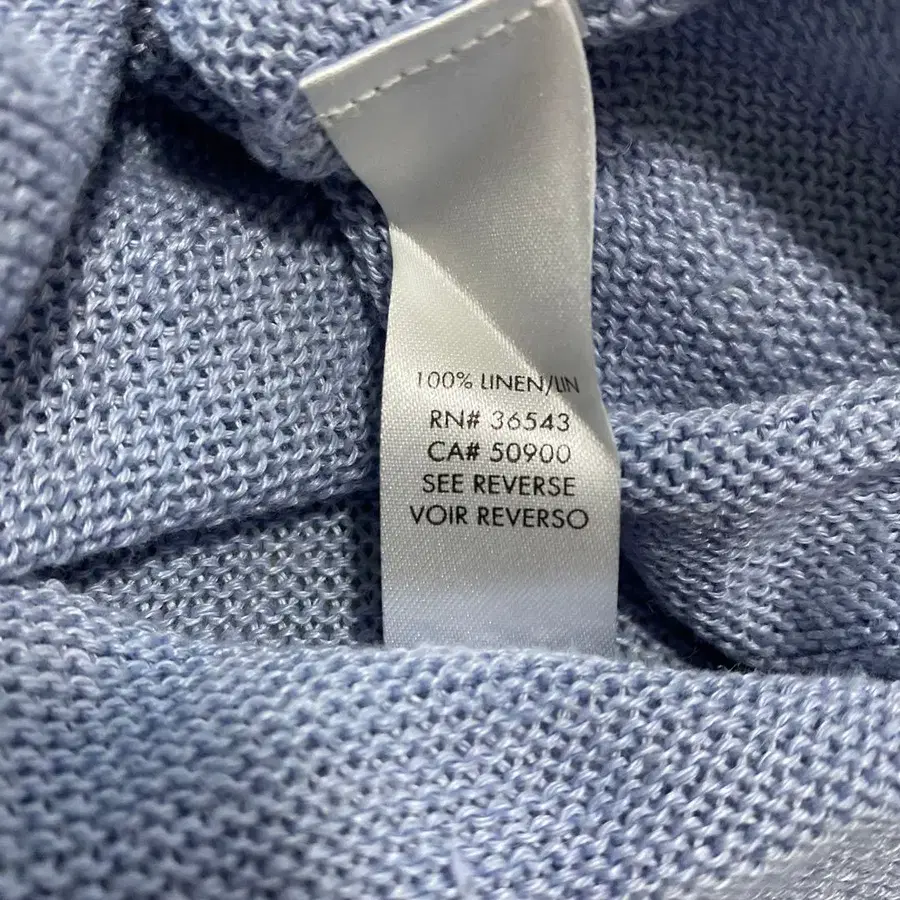 100% LINEN/LIN
RN# 36543
CA# 50900
SEE REVERSE
VOIR REVERSO